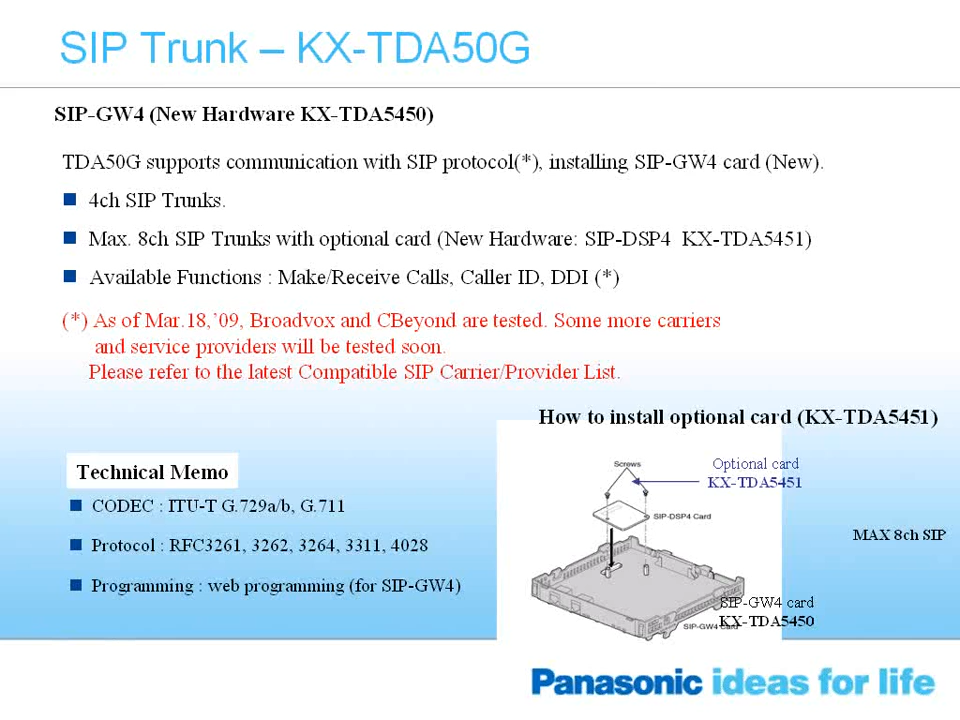 SIP Trunk – KX-TDA50G
SIP-GW4 (New Hardware KX-TDA5450)
TDA50G supports communication with SIP protocol(*), installing SIP-GW4 card (New).
4ch SIP Trunks.
Max. 8ch SIP Trunks with optional card (New Hardware: SIP-DSP4 KX-TDA5451)
Available Functions : Make/Receive Calls, Caller ID, DDI (*)
(*) As of Mar.18,'09, Broadvox and CBeyond are tested. Some more carriers
and service providers will be tested soon.
Please refer to the latest Compatible SIP Carrier/Provider List.
How to install optional card (KX-TDA5451)
Technical Memo
CODEC : ITU-T G.729a/b, G.711
Protocol : RFC3261, 3262, 3264, 3311, 4028
Programming : web programming (for SIP-GW4)
Screws
Optional card
KX-TDA5451
SIP-DSP4 Card
MAX 8ch SIP
SIP-GW4 card
KX-TDA5450
SIP-GW4 card
Panasonic ideas for life